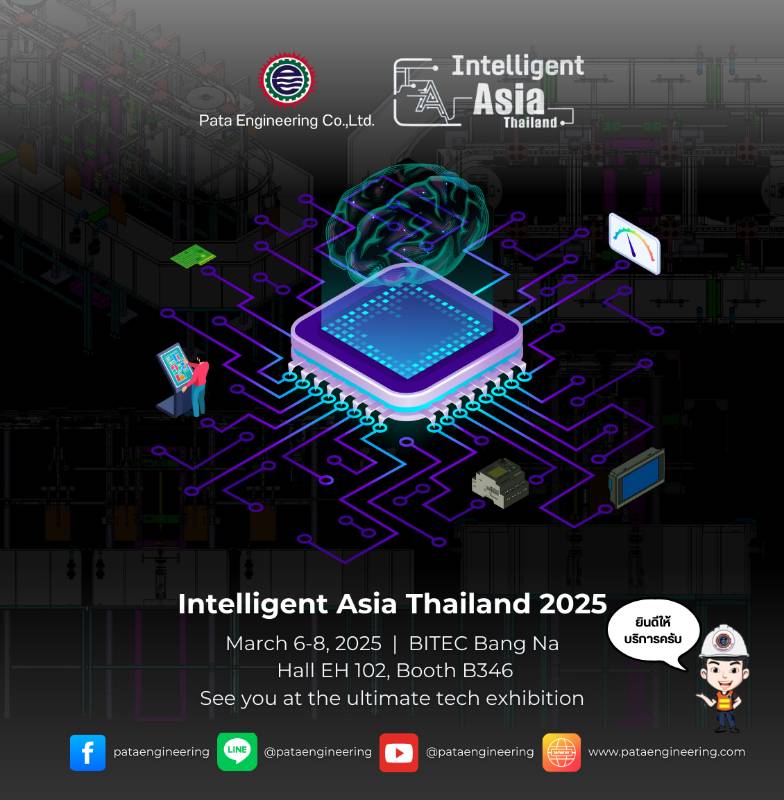 Pata Engineering Co.,Ltd.
Intelligent
Asia
Thailand
Intelligent Asia Thailand 2025
March 6-8, 2025 | BITEC Bang Na
Hall EH 102, Booth B346
See you at the ultimate tech exhibition
ยินดีให้
บริการครับ
pataengineering
LINE
@pataengineering
@pataengineering
www.pataengineering.com